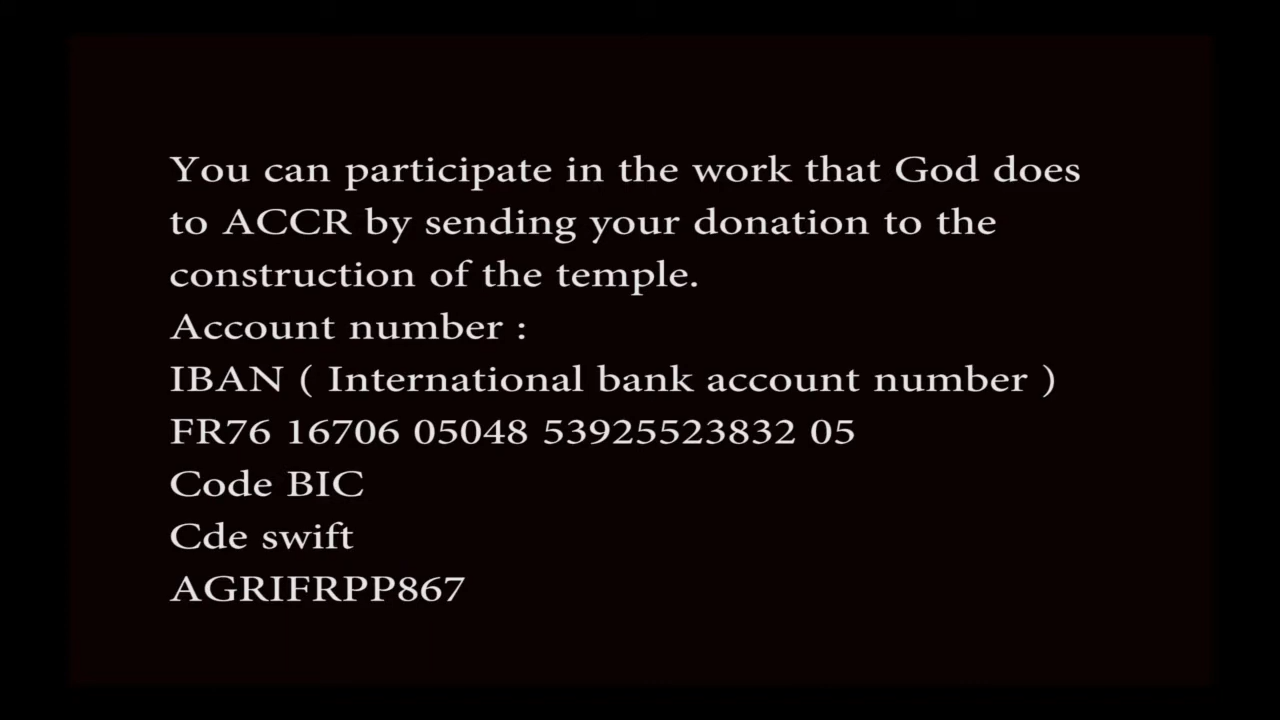 You can participate in the work that God does
to ACCR by sending your donation to the
construction of the temple.
Account number :
IBAN ( International bank account number )
FR76 16706 05048 53925523832 05
Code BIC
Cde swift
AGRIFRPP867